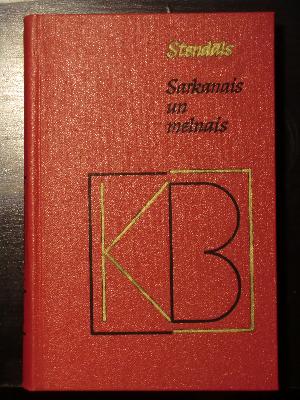 Stendāls
Sarkanais
un
melnais
KB